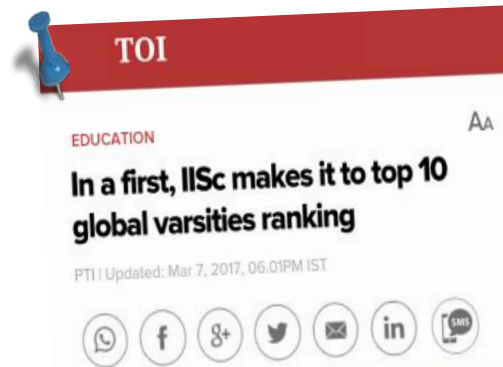 TOI
EDUCATION
AA
In a first, IISc makes it to top 10
global varsities ranking
PTI | Updated: Mar 7, 2017, 06.01PM IST
f
g+
in
SMS